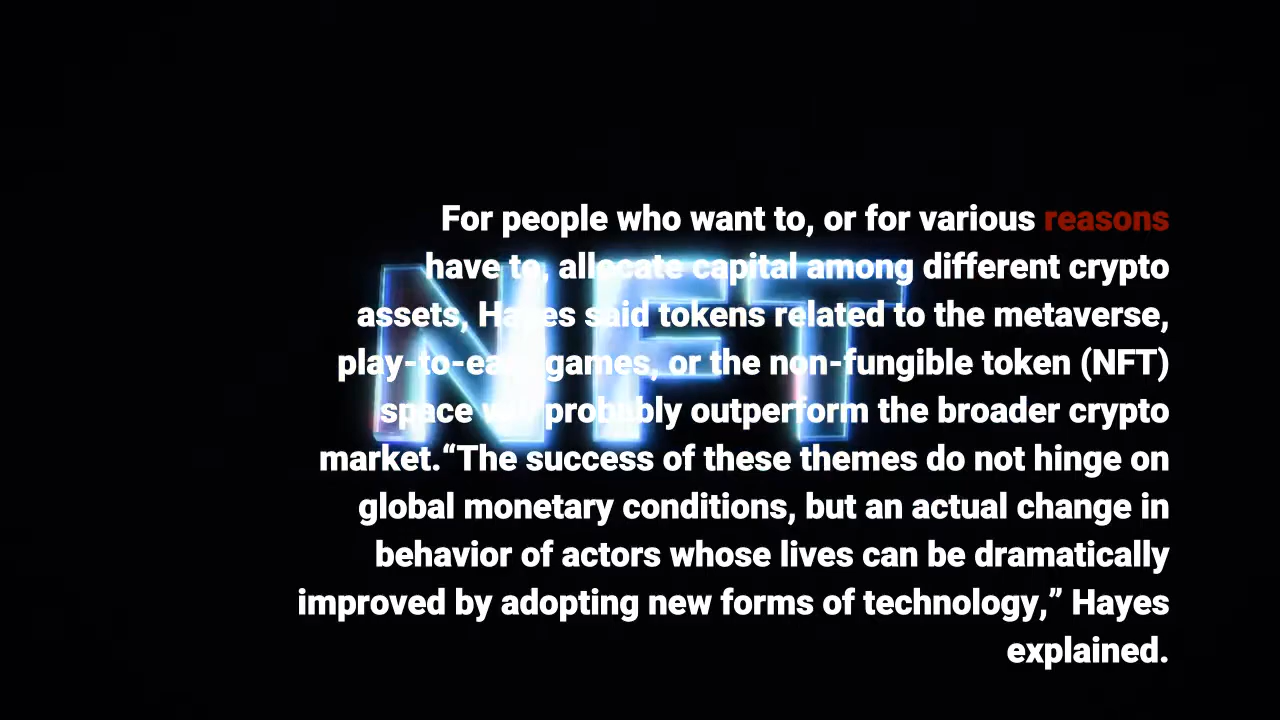 For people who want to, or for various reasons
have to, allocate capital among different crypto
assets, Hayes said tokens related to the metaverse,
play-to-earn games, or the non-fungible token (NFT)
space will probably outperform the broader crypto
market.“The success of these themes do not hinge on
global monetary conditions, but an actual change in
behavior of actors whose lives can be dramatically
improved by adopting new forms of technology,” Hayes
explained.
NFT